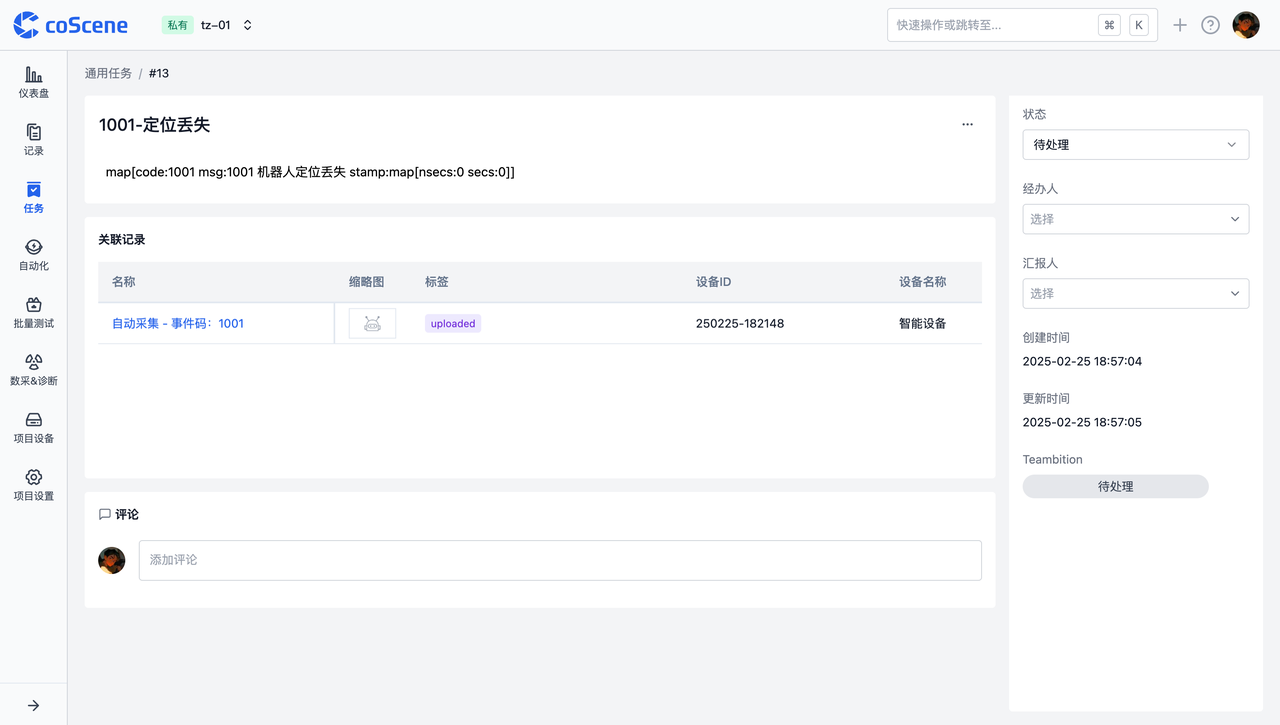 coScene
私有 tz-01
快速操作或跳转至... ⌘ K
仪表盘
记录
任务
自动化
批量测试
数采&诊断
项目设备
项目设置
通用任务 / #13
1001-定位丢失
...
map[code:1001 msg:1001 机器人定位丢失 stamp:map[nsecs:0 secs:0]]
关联记录
名称 缩略图 标签 设备ID 设备名称
自动采集 - 事件码：1001 uploaded 250225-182148 智能设备
评论
添加评论
状态
待处理
经办人
选择
汇报人
选择
创建时间
2025-02-25 18:57:04
更新时间
2025-02-25 18:57:05
Teambition
待处理